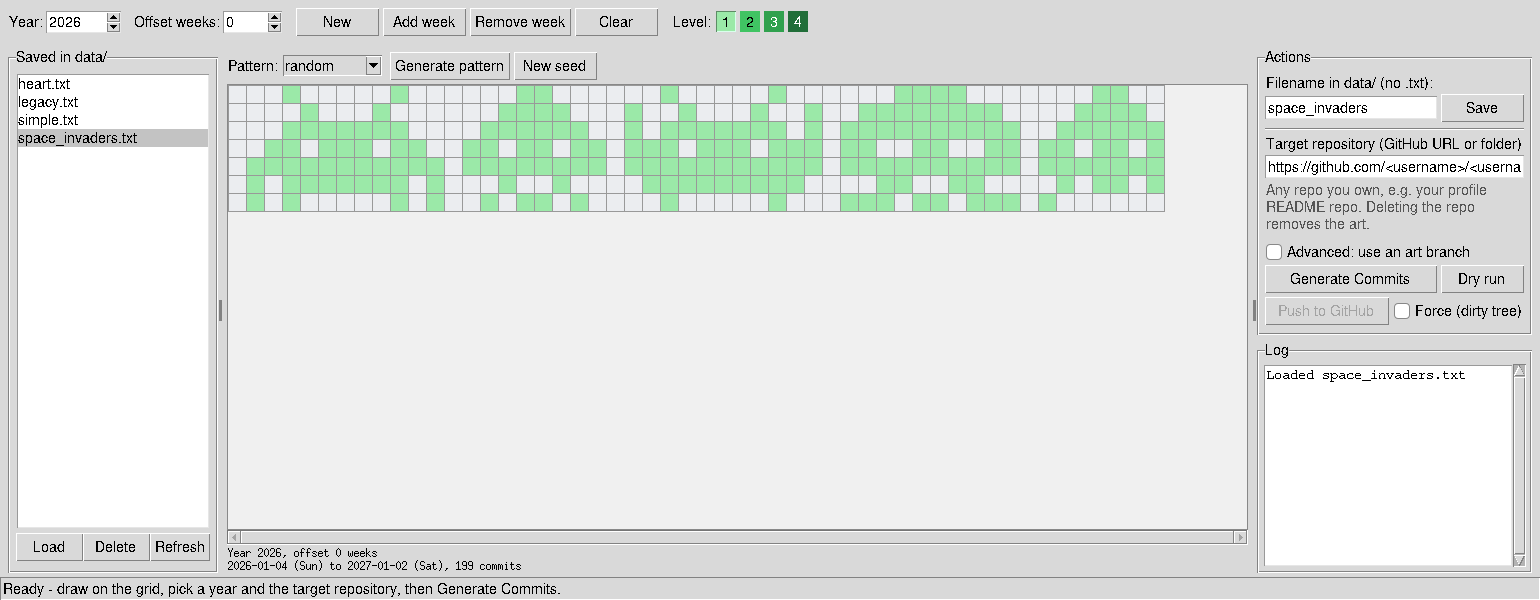 Year: 2026 Offset weeks: 0 New Add week Remove week Clear Level: 1 2 3 4
Saved in data/
heart.txt
legacy.txt
simple.txt
space_invaders.txt
Load Delete Refresh
Pattern: random Generate pattern New seed
Year 2026, offset 0 weeks
2026-01-04 (Sun) to 2027-01-02 (Sat), 199 commits
Actions
Filename in data/ (no .txt):
space_invaders Save
Target repository (GitHub URL or folder)
https://github.com/<username>/<userna
Any repo you own, e.g. your profile
README repo. Deleting the repo
removes the art.
Advanced: use an art branch
Generate Commits Dry run
Push to GitHub Force (dirty tree)
Log
Loaded space_invaders.txt
Ready - draw on the grid, pick a year and the target repository, then Generate Commits.